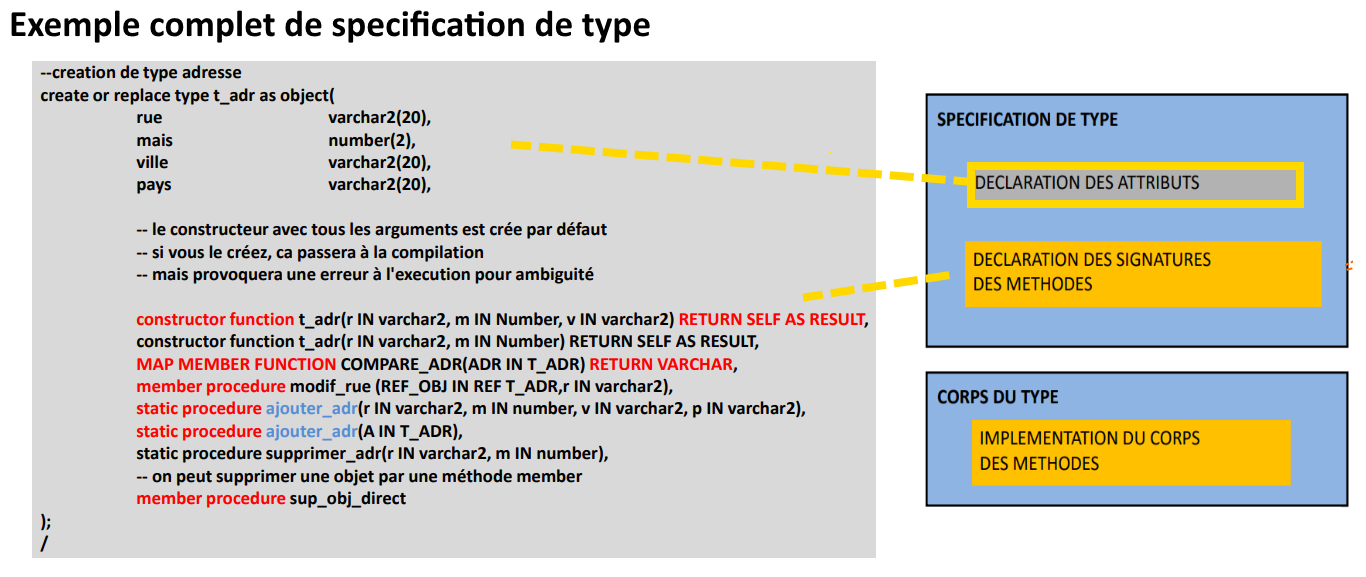 Exemple complet de specification de type
--creation de type adresse
create or replace type t_adr as object(
rue varchar2(20),
mais number(2),
ville varchar2(20),
pays varchar2(20),
-- le constructeur avec tous les arguments est crée par défaut
-- si vous le créez, ca passera à la compilation
-- mais provoquera une erreur à l'execution pour ambiguité
constructor function t_adr(r IN varchar2, m IN Number, v IN varchar2) RETURN SELF AS RESULT,
constructor function t_adr(r IN varchar2, m IN Number) RETURN SELF AS RESULT,
MAP MEMBER FUNCTION COMPARE_ADR(ADR IN T_ADR) RETURN VARCHAR,
member procedure modif_rue (REF_OBJ IN REF T_ADR,r IN varchar2),
static procedure ajouter_adr(r IN varchar2, m IN number, v IN varchar2, p IN varchar2),
static procedure ajouter_adr(A IN T_ADR),
static procedure supprimer_adr(r IN varchar2, m IN number),
-- on peut supprimer une objet par une méthode member
member procedure sup_obj_direct
);
/
SPECIFICATION DE TYPE
DECLARATION DES ATTRIBUTS
DECLARATION DES SIGNATURES
DES METHODES
CORPS DU TYPE
IMPLEMENTATION DU CORPS
DES METHODES